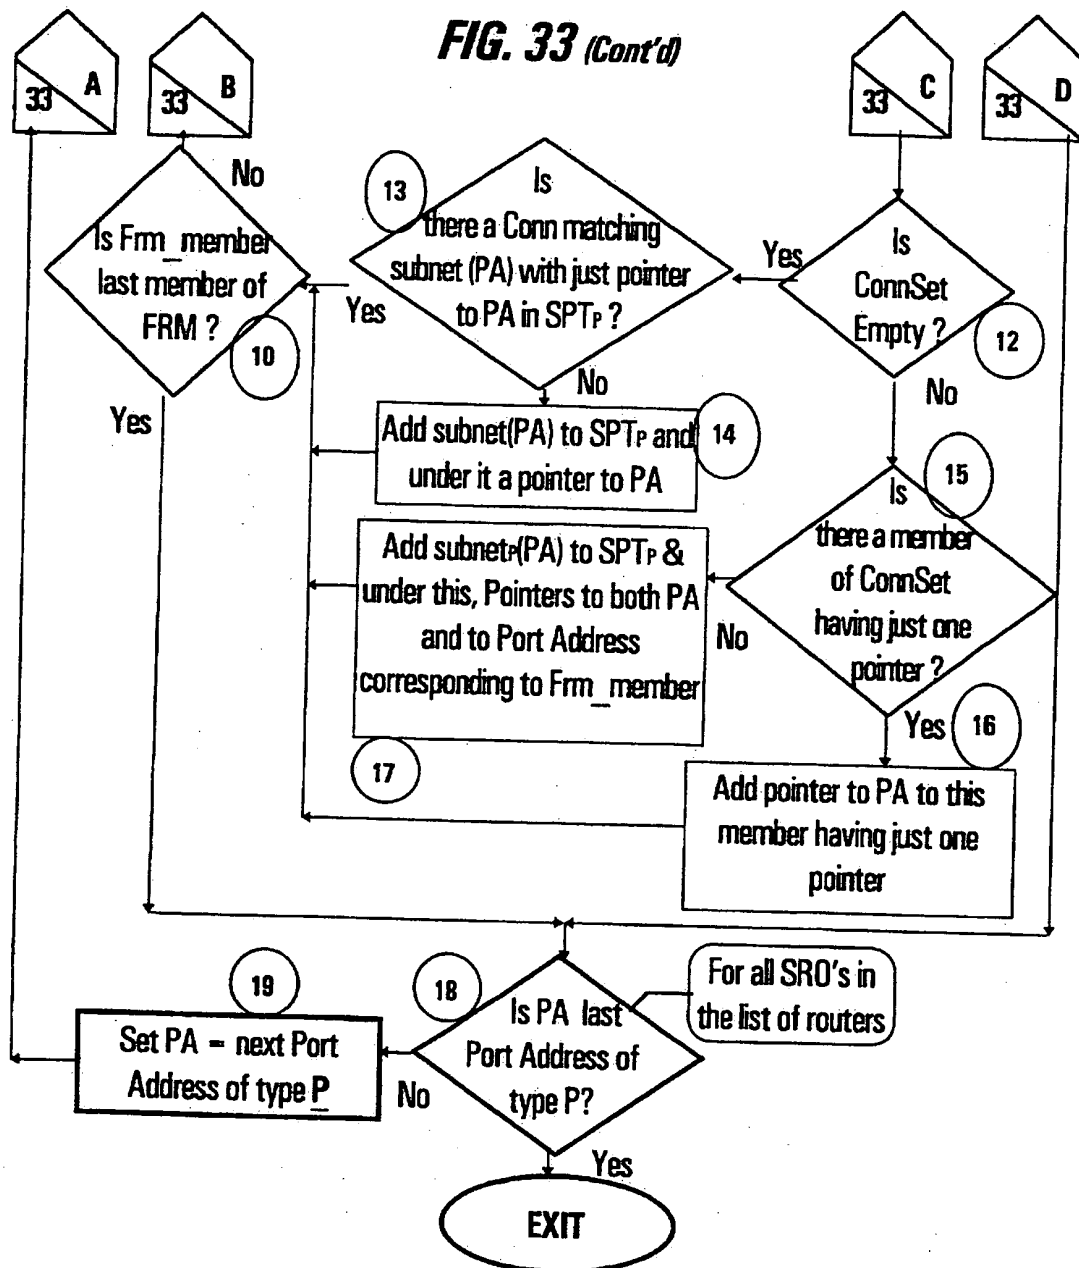 FIG. 33 (Cont'd)
33 A
33 B
33 C
33 D
No
Is Frm_member
last member of
FRM ?
10
Yes
13
Is
there a Conn matching
subnet (PA) with just pointer
to PA in SPTP ?
Yes
No
Yes
Is
ConnSet
Empty ?
12
No
Add subnet(PA) to SPTP and
under it a pointer to PA
14
15
Is
there a member
of ConnSet
having just one
pointer ?
No
Yes
Add subnetP(PA) to SPTP &
under this, Pointers to both PA
and to Port Address
corresponding to Frm_member
17
16
Add pointer to PA to this
member having just one
pointer
19
Set PA = next Port
Address of type P
No
18
Is PA last
Port Address of
type P?
For all SRO's in
the list of routers
Yes
EXIT